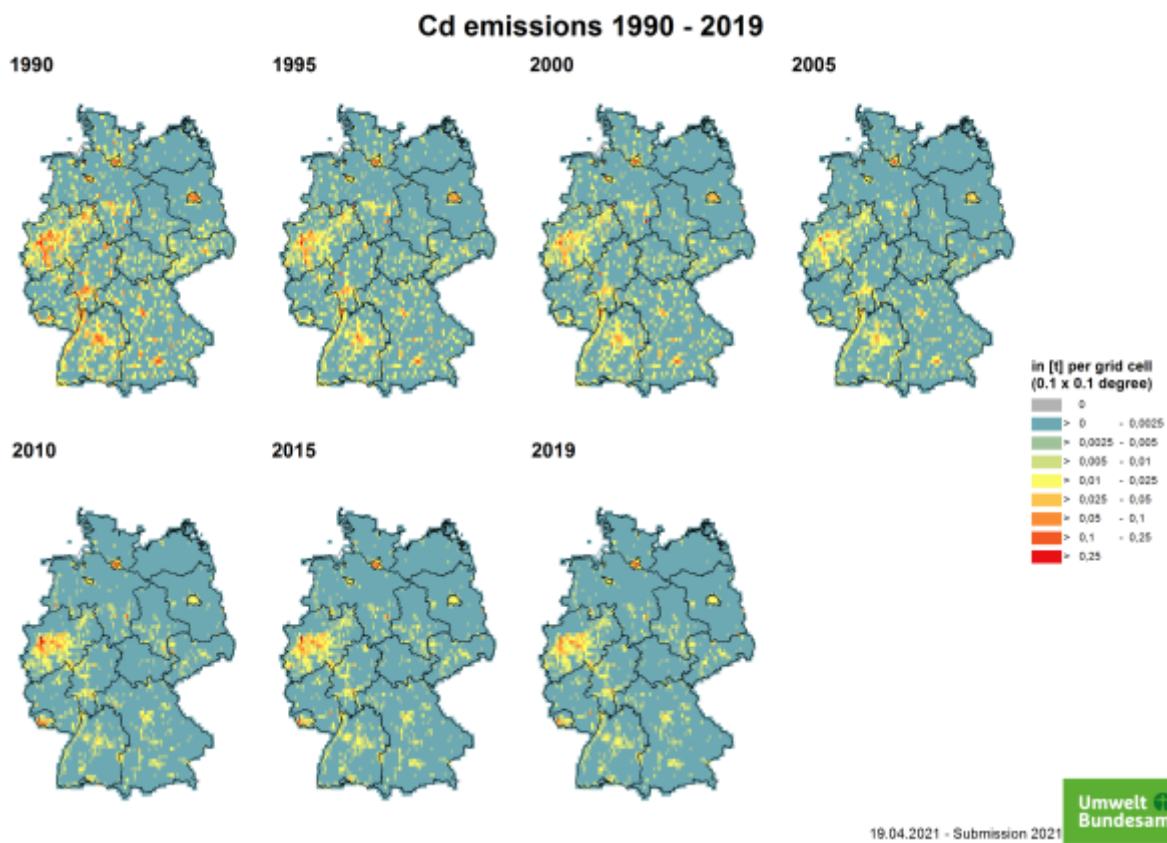 Cd emissions 1990 - 2019
1990
1995
2000
2005
in [t] per grid cell
(0.1 x 0.1 degree)
0
> 0 - 0,0025
> 0,0025 - 0,005
> 0,005 - 0,01
> 0,01 - 0,025
> 0,025 - 0,05
> 0,05 - 0,1
> 0,1 - 0,25
> 0,25
2010
2015
2019
Umwelt
Bundesam
19.04.2021 - Submission 2021